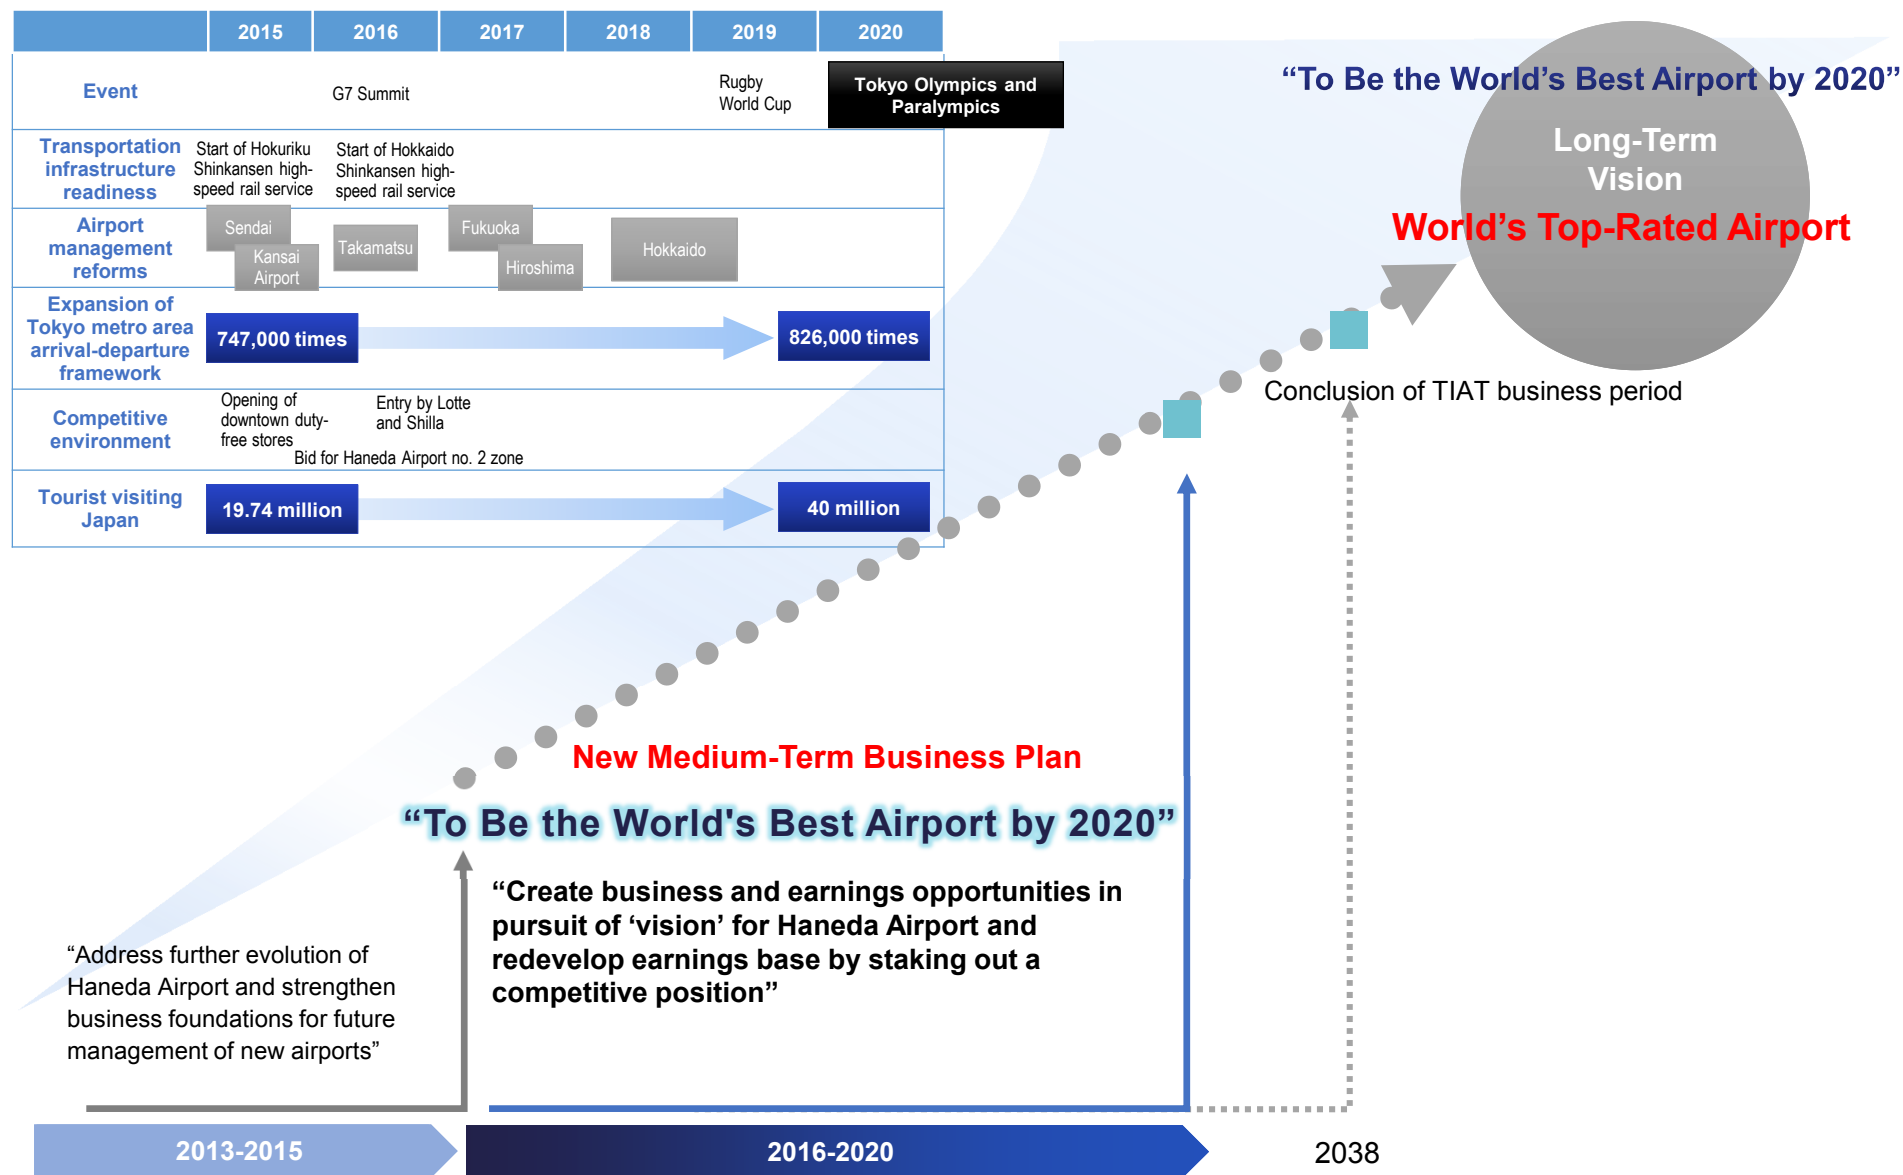 2015 2016 2017 2018 2019 2020
Event
G7 Summit
Rugby
World Cup
Tokyo Olympics and
Paralympics
Transportation
infrastructure
readiness
Start of Hokuriku
Shinkansen high-
speed rail service
Start of Hokkaido
Shinkansen high-
speed rail service
Airport
management
reforms
Sendai
Kansai
Airport
Takamatsu
Fukuoka
Hiroshima
Hokkaido
Expansion of
Tokyo metro area
arrival-departure
framework
747,000 times
826,000 times
Competitive
environment
Opening of
downtown duty-
free stores
Entry by Lotte
and Shilla
Bid for Haneda Airport no. 2 zone
Tourist visiting
Japan
19.74 million
40 million
“To Be the World’s Best Airport by 2020”
Long-Term
Vision
World’s Top-Rated Airport
Conclusion of TIAT business period
New Medium-Term Business Plan
“To Be the World's Best Airport by 2020”
“Create business and earnings opportunities in
pursuit of ‘vision’ for Haneda Airport and
redevelop earnings base by staking out a
competitive position”
“Address further evolution of
Haneda Airport and strengthen
business foundations for future
management of new airports”
2013-2015
2016-2020
2038